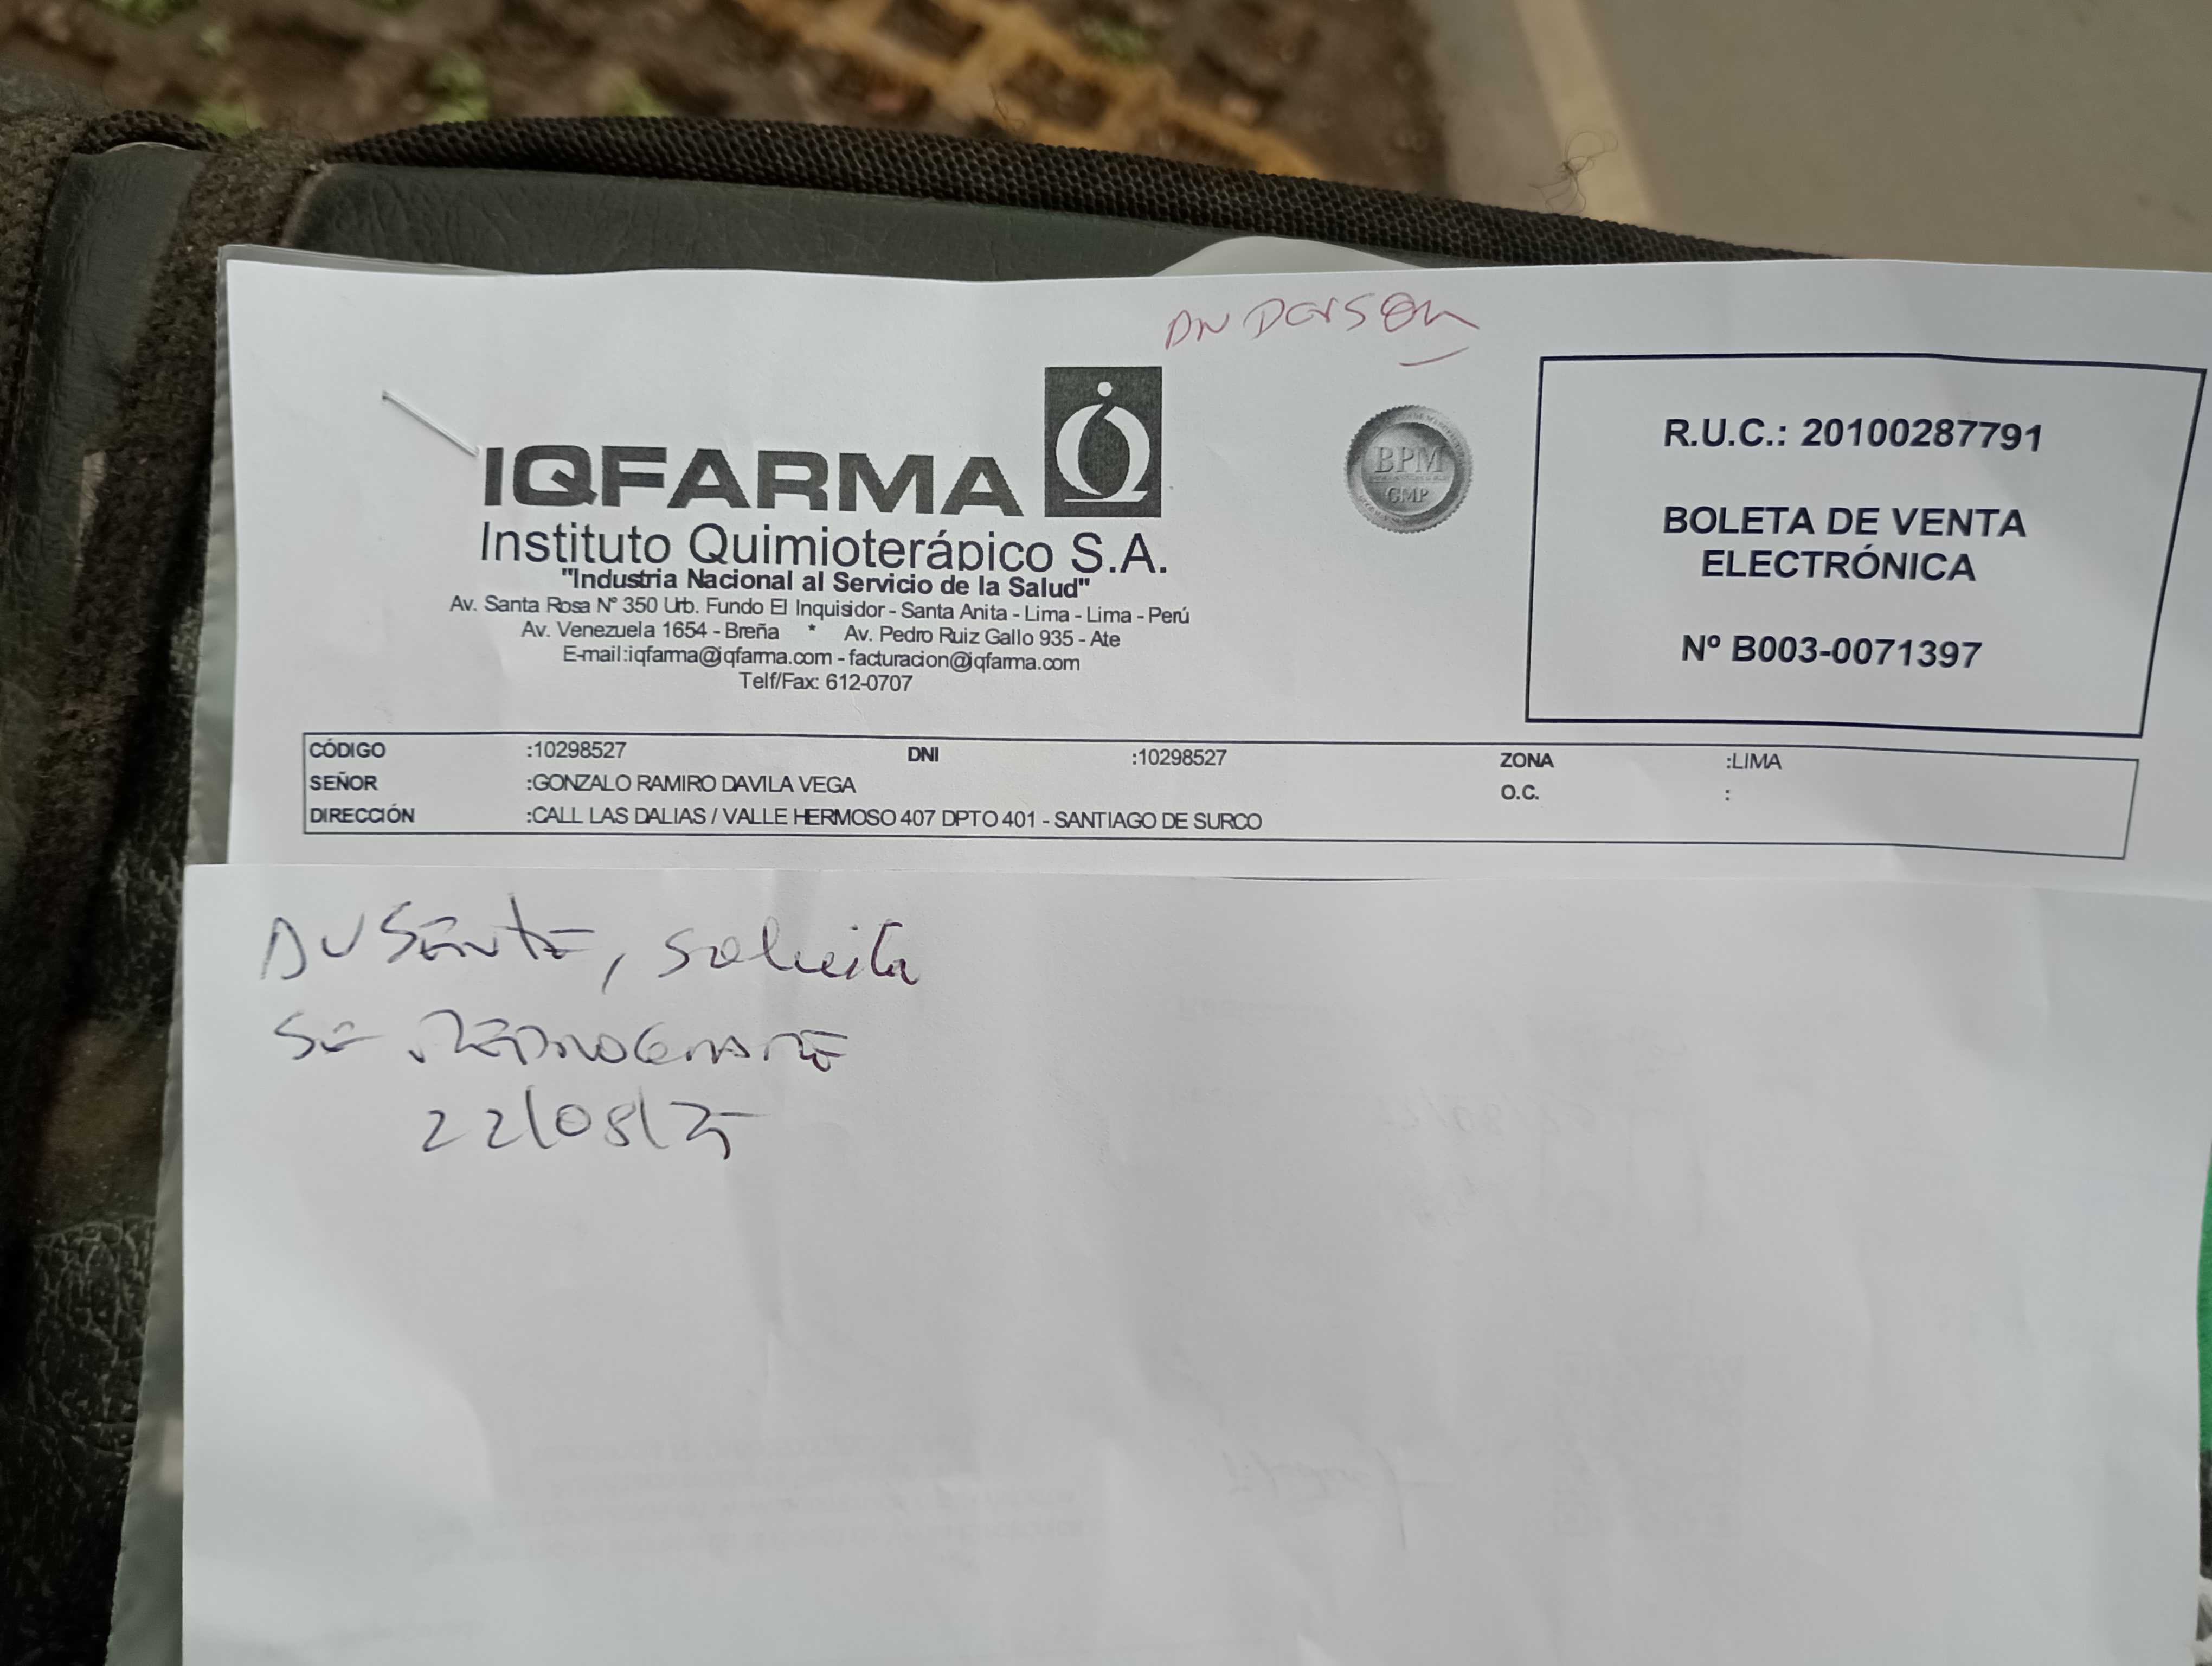 ANDERSON
IQFARMA
Instituto Quimioterápico S.A.
"Industria Nacional al Servicio de la Salud"
Av. Santa Rosa Nº 350 Urb. Fundo El Inquisidor - Santa Anita - Lima - Lima - Perú
Av. Venezuela 1654 - Breña * Av. Pedro Ruiz Gallo 935 - Ate
E-mail:iqfarma@iqfarma.com - facturacion@iqfarma.com
Telf/Fax: 612-0707
BPM
GMP
R.U.C.: 20100287791
BOLETA DE VENTA
ELECTRÓNICA
Nº B003-0071397
CÓDIGO :10298527 DNI :10298527 ZONA :LIMA
SEÑOR :GONZALO RAMIRO DAVILA VEGA O.C. :
DIRECCIÓN :CALL LAS DALIAS / VALLE HERMOSO 407 DPTO 401 - SANTIAGO DE SURCO
AUSENTE, solicita
SE REPROGRAME
22/08/25